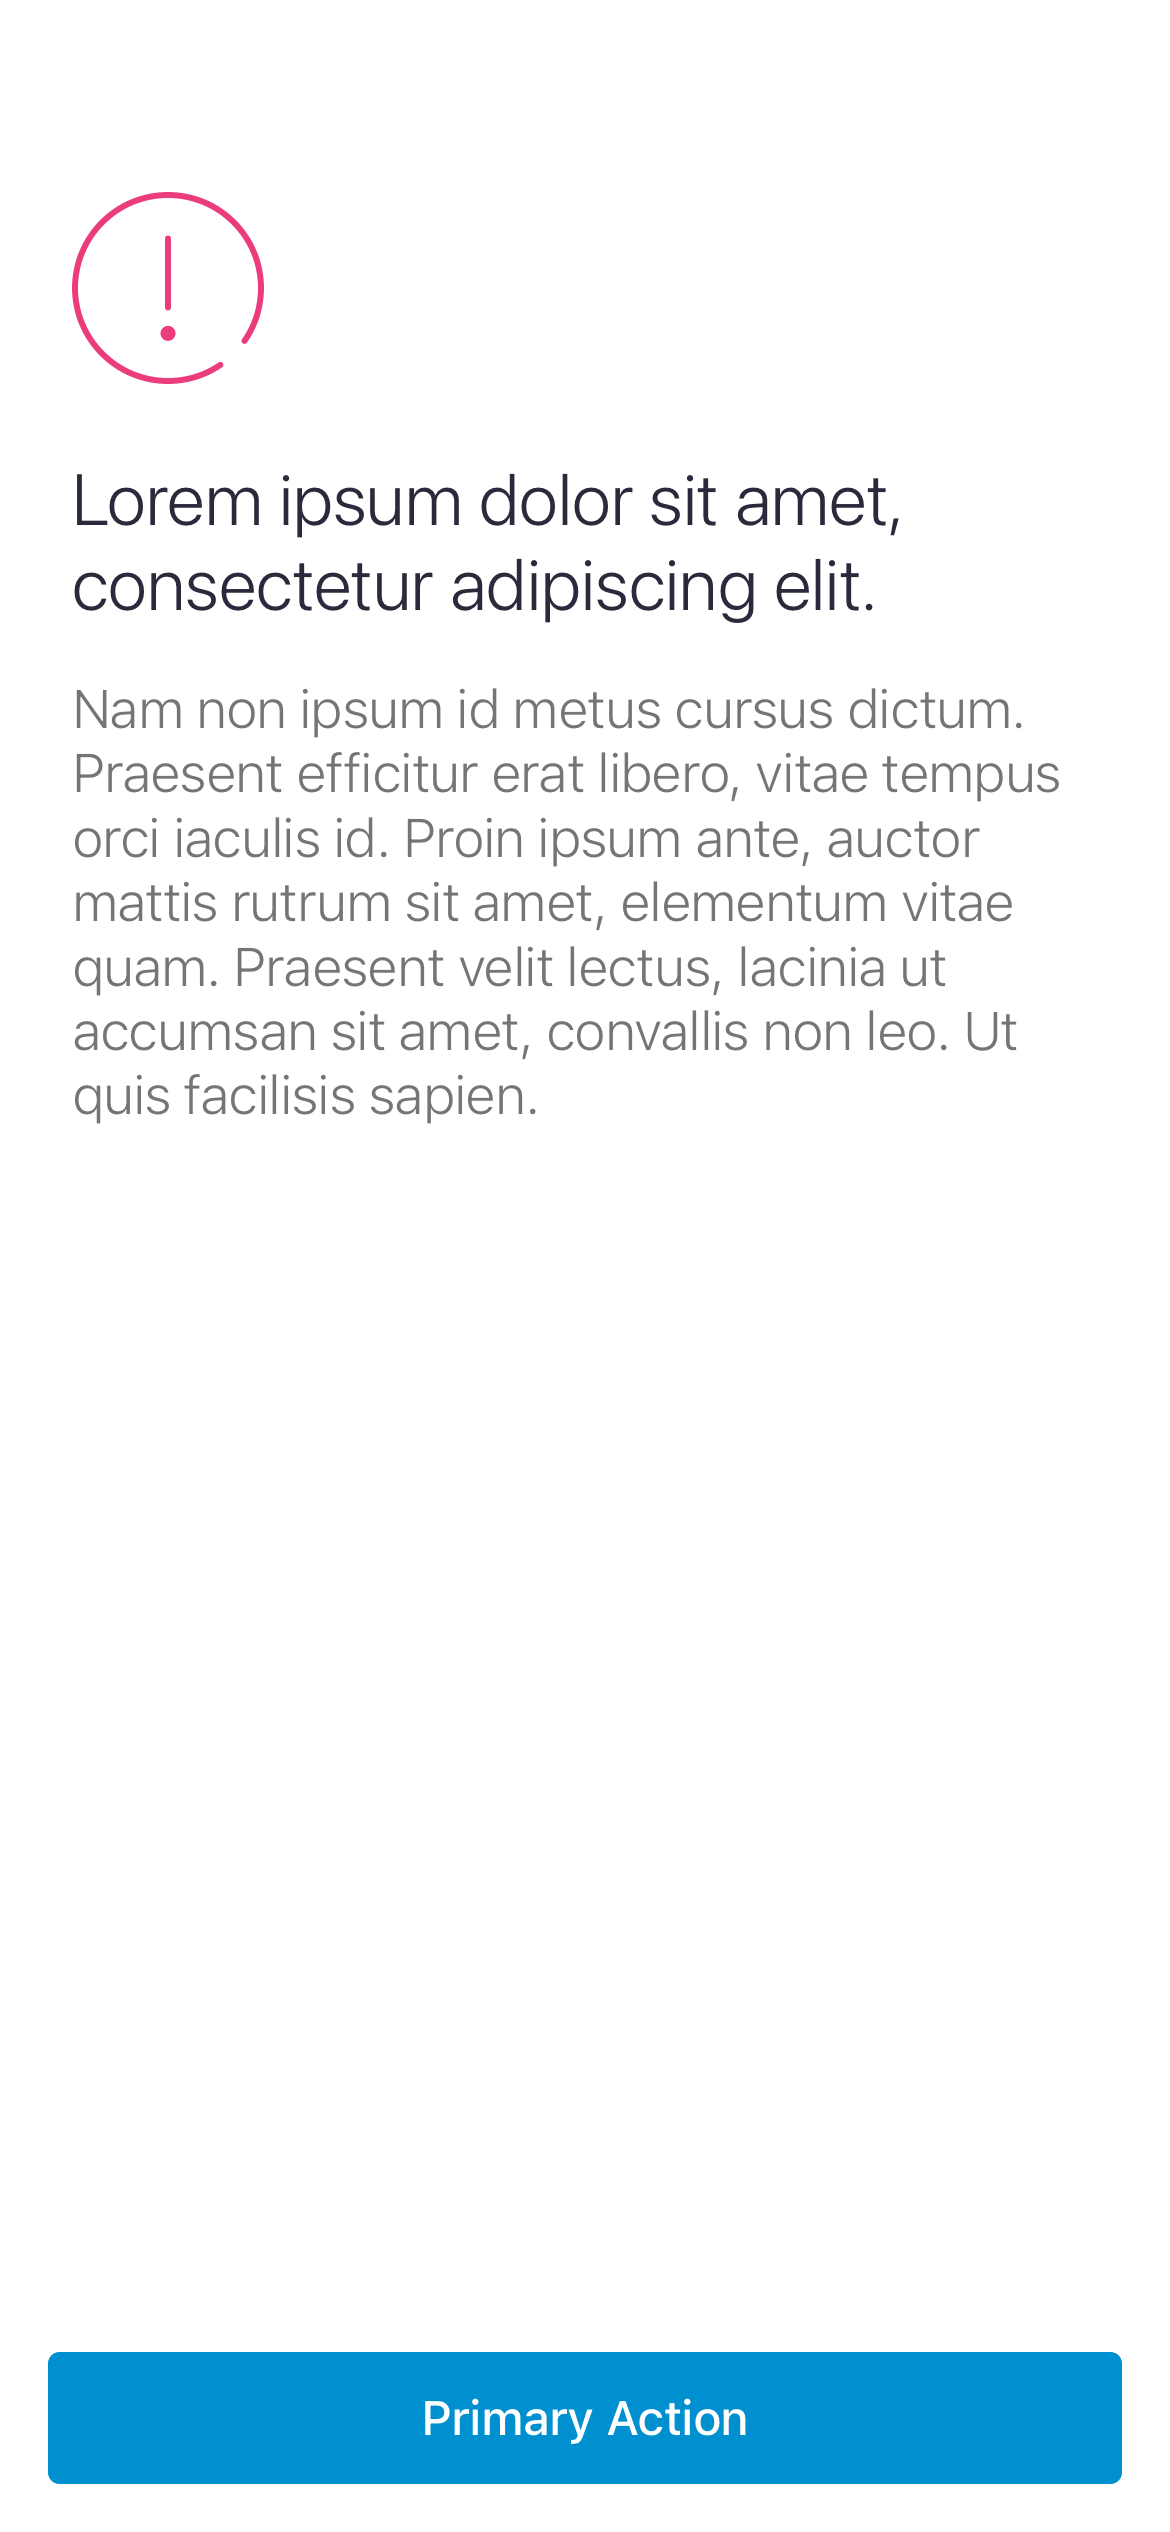 Lorem ipsum dolor sit amet,
consectetur adipiscing elit.
Nam non ipsum id metus cursus dictum.
Praesent efficitur erat libero, vitae tempus
orci iaculis id. Proin ipsum ante, auctor
mattis rutrum sit amet, elementum vitae
quam. Praesent velit lectus, lacinia ut
accumsan sit amet, convallis non leo. Ut
quis facilisis sapien.
Primary Action